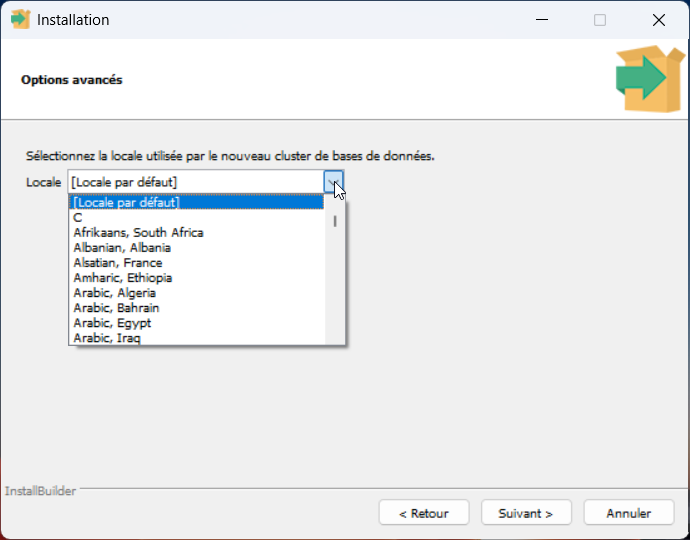 Installation
Options avancés
Sélectionnez la locale utilisée par le nouveau cluster de bases de données.
Locale [Locale par défaut]
[Locale par défaut]
C
Afrikaans, South Africa
Albanian, Albania
Alsatian, France
Amharic, Ethiopia
Arabic, Algeria
Arabic, Bahrain
Arabic, Egypt
Arabic, Iraq
InstallBuilder
< Retour Suivant > Annuler